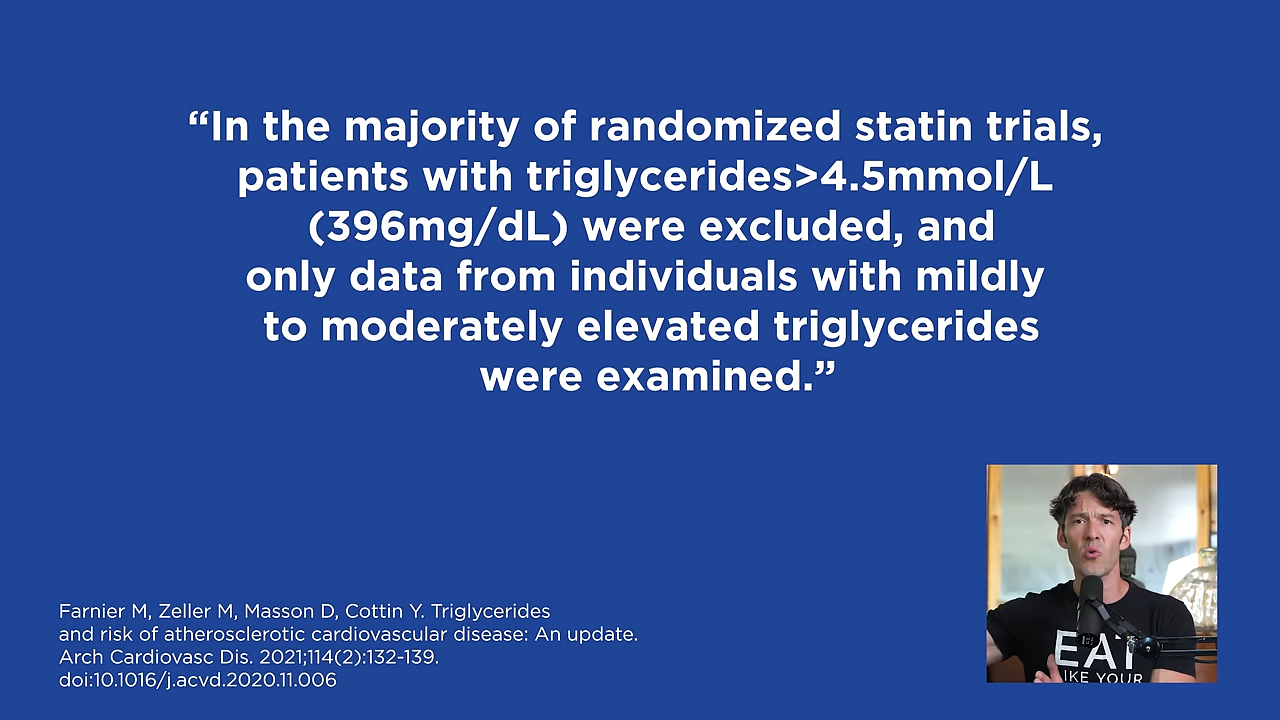 “In the majority of randomized statin trials,
patients with triglycerides>4.5mmol/L
(396mg/dL) were excluded, and
only data from individuals with mildly
to moderately elevated triglycerides
were examined.”
Farnier M, Zeller M, Masson D, Cottin Y. Triglycerides
and risk of atherosclerotic cardiovascular disease: An update.
Arch Cardiovasc Dis. 2021;114(2):132-139.
doi:10.1016/j.acvd.2020.11.006
EAT
IKE YOUR